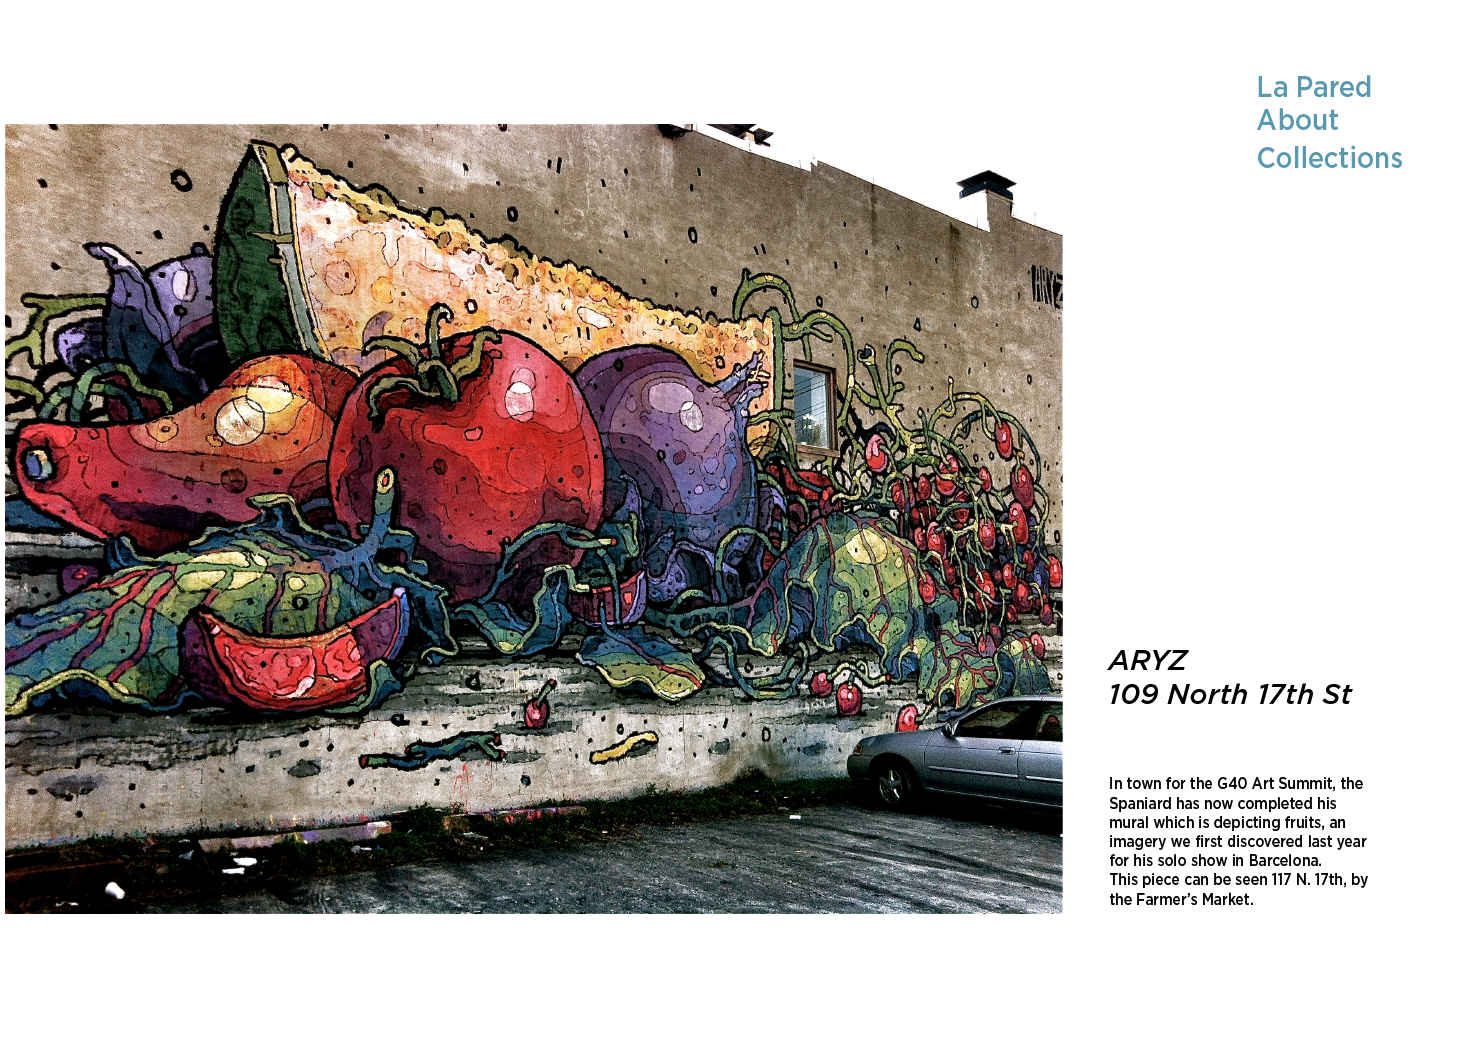 La Pared
About
Collections
ARYZ
ARYZ
109 North 17th St
In town for the G40 Art Summit, the
Spaniard has now completed his
mural which is depicting fruits, an
imagery we first discovered last year
for his solo show in Barcelona.
This piece can be seen 117 N. 17th, by
the Farmer's Market.